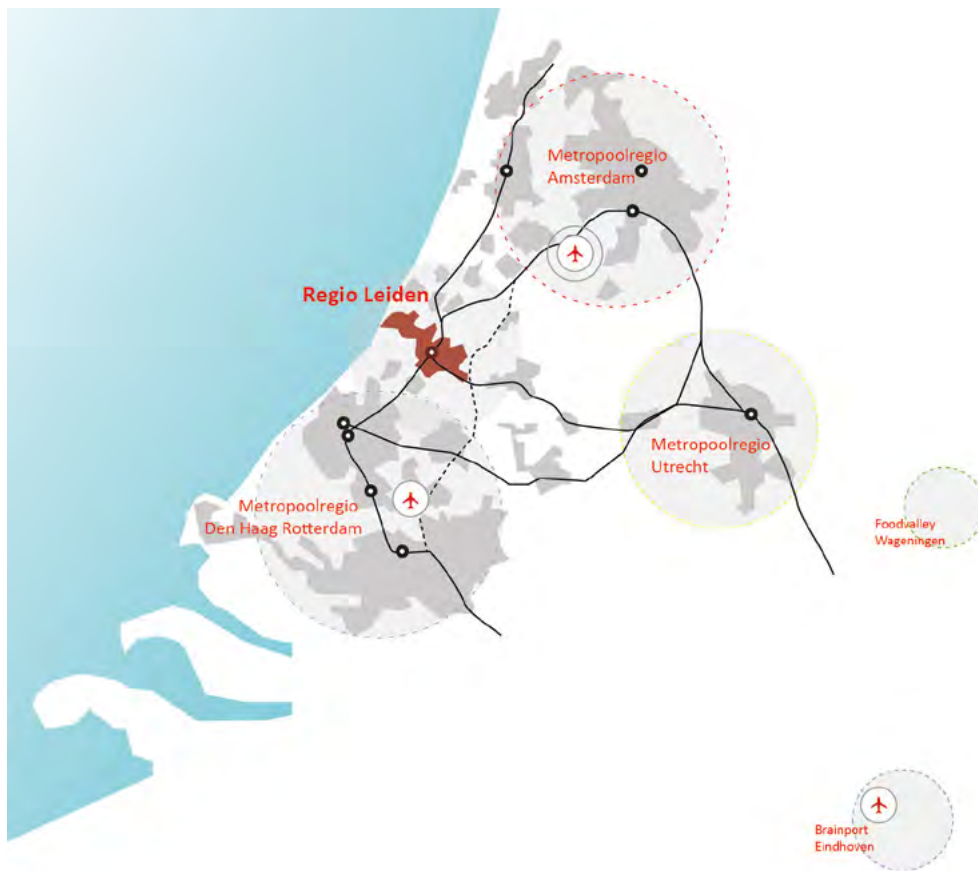 Metropoolregio
Amsterdam
Regio Leiden
Metropoolregio
Utrecht
Metropoolregio
Den Haag Rotterdam
Foodvalley
Wageningen
Brainport
Eindhoven